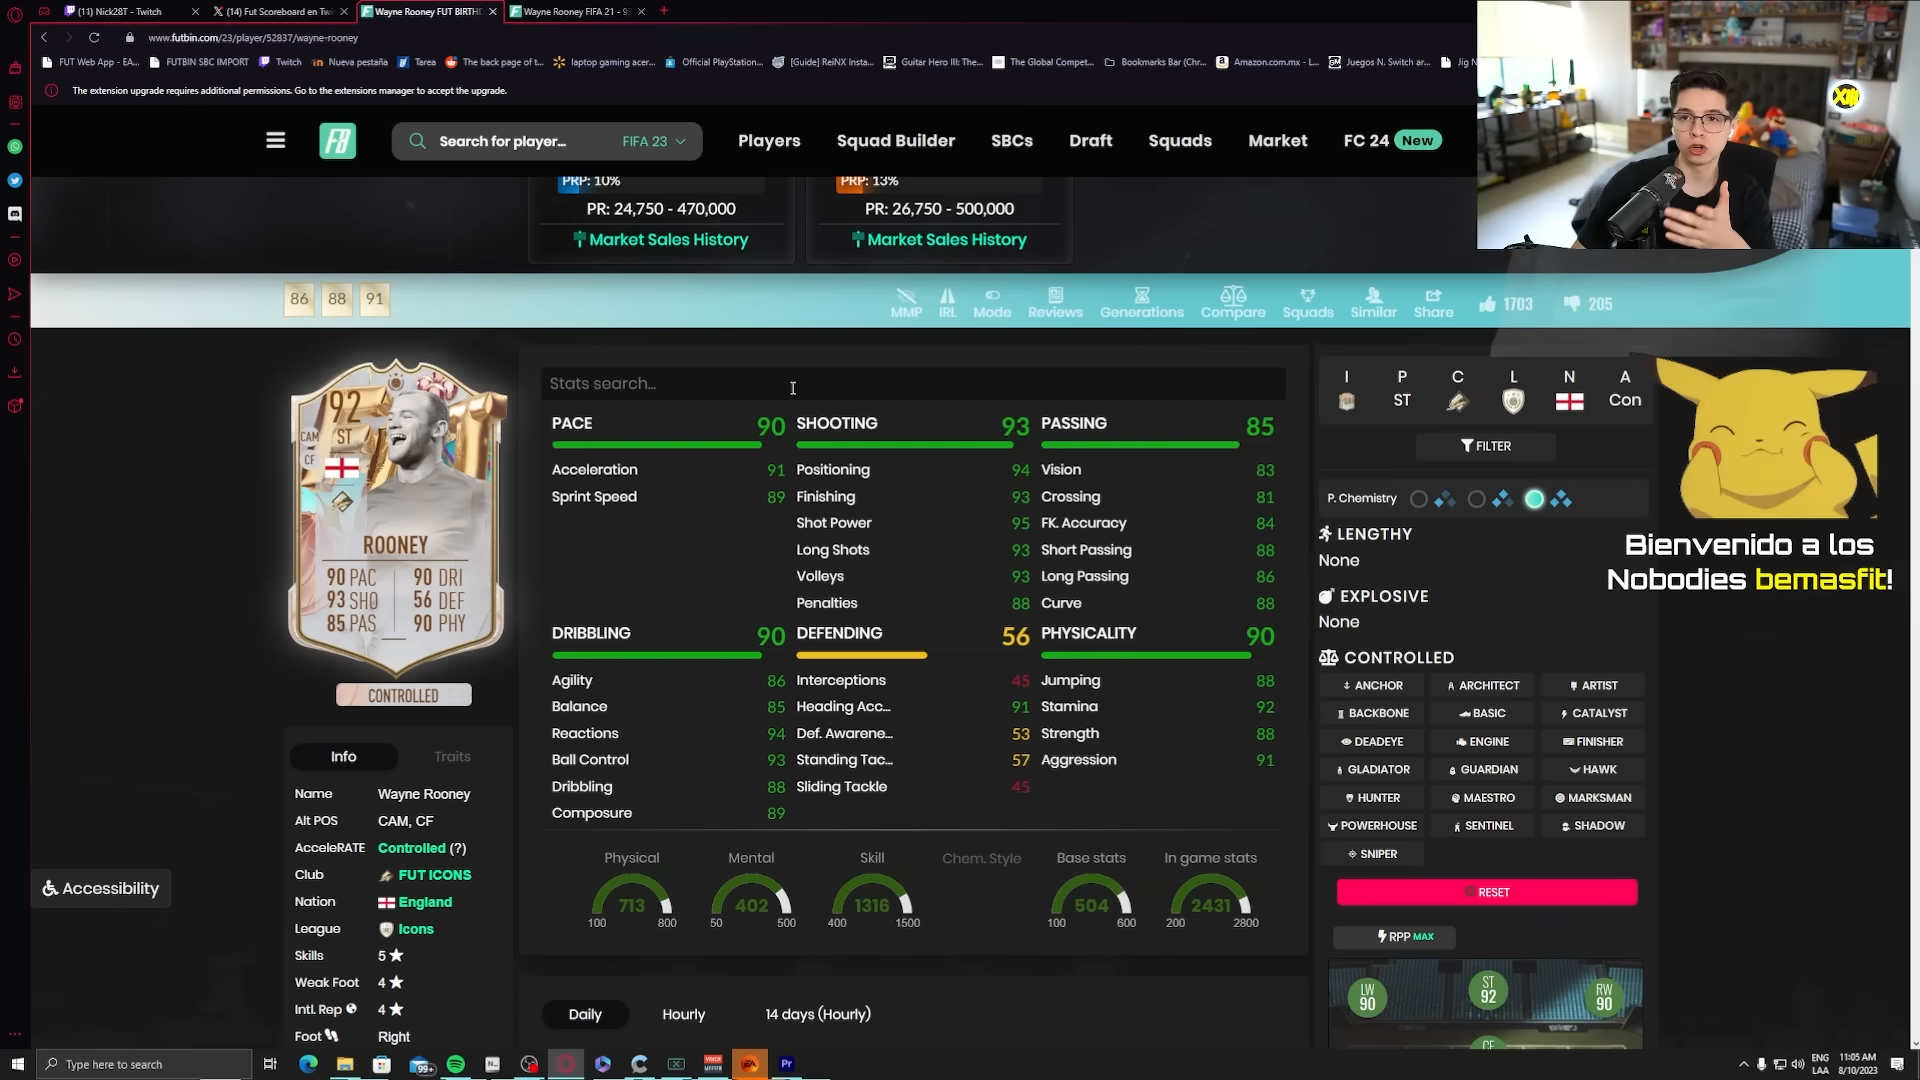 (11) Nick28T - Twitch
(14) Fut Scoreboard en Twi
Wayne Rooney FUT BIRTHD
Wayne Rooney FIFA 21 - 9
www.futbin.com/23/player/52837/wayne-rooney
FUT Web App - EA...
FUTBIN SBC IMPORT
Twitch
Nueva pestaña
Tarea
The back page of t...
laptop gaming acer...
Official PlayStation...
[Guide] ReiNX Insta...
Guitar Hero III: The...
The Global Compet...
Bookmarks Bar (Chr...
Amazon.com.mx - L...
Juegos N. Switch ar...
Jig N
The extension upgrade requires additional permissions. Go to the extensions manager to accept the upgrade.
Search for player...
FIFA 23
Players
Squad Builder
SBCs
Draft
Squads
Market
FC 24 New
PRP: 10%
PRP: 13%
PR: 24,750 - 470,000
PR: 26,750 - 500,000
Market Sales History
Market Sales History
86 88 91
MMP
IRL
Mode
Reviews
Generations
Compare
Squads
Similar
Share
1703
205
92
ST
CAM
CF
ROONEY
90 PAC 90 DRI
93 SHO 56 DEF
85 PAS 90 PHY
CONTROLLED
Info
Traits
Name Wayne Rooney
Alt POS CAM, CF
AcceleRATE Controlled (?)
Club FUT ICONS
Nation England
League Icons
Skills 5
Weak Foot 4
Intl. Rep 4
Foot Right
Stats search...
PACE 90
Acceleration 91
Sprint Speed 89
SHOOTING 93
Positioning 94
Finishing 93
Shot Power 95
Long Shots 93
Volleys 93
Penalties 88
PASSING 85
Vision 83
Crossing 81
FK. Accuracy 84
Short Passing 88
Long Passing 86
Curve 88
DRIBBLING 90
Agility 86
Balance 85
Reactions 94
Ball Control 93
Dribbling 88
Composure 89
DEFENDING 56
Interceptions 45
Heading Acc... 91
Def. Awarene... 53
Standing Tac... 57
Sliding Tackle 45
PHYSICALITY 90
Jumping 88
Stamina 92
Strength 88
Aggression 91
Physical
713
100 800
Mental
402
50 500
Skill
1316
400 1500
Chem. Style
Base stats
504
100 600
In game stats
2431
200 2800
Daily
Hourly
14 days (Hourly)
I P C L N A
ST Con
FILTER
P. Chemistry
LENGTHY
None
EXPLOSIVE
None
CONTROLLED
ANCHOR ARCHITECT ARTIST
BACKBONE BASIC CATALYST
DEADEYE ENGINE FINISHER
GLADIATOR GUARDIAN HAWK
HUNTER MAESTRO MARKSMAN
POWERHOUSE SENTINEL SHADOW
SNIPER
RESET
RPP MAX
LW
90
ST
92
RW
90
CF
Bienvenido a los
Nobodies bemasfit!
Accessibility
Type here to search
99+
Pr
ENG
LAA
11:05 AM
8/10/2023